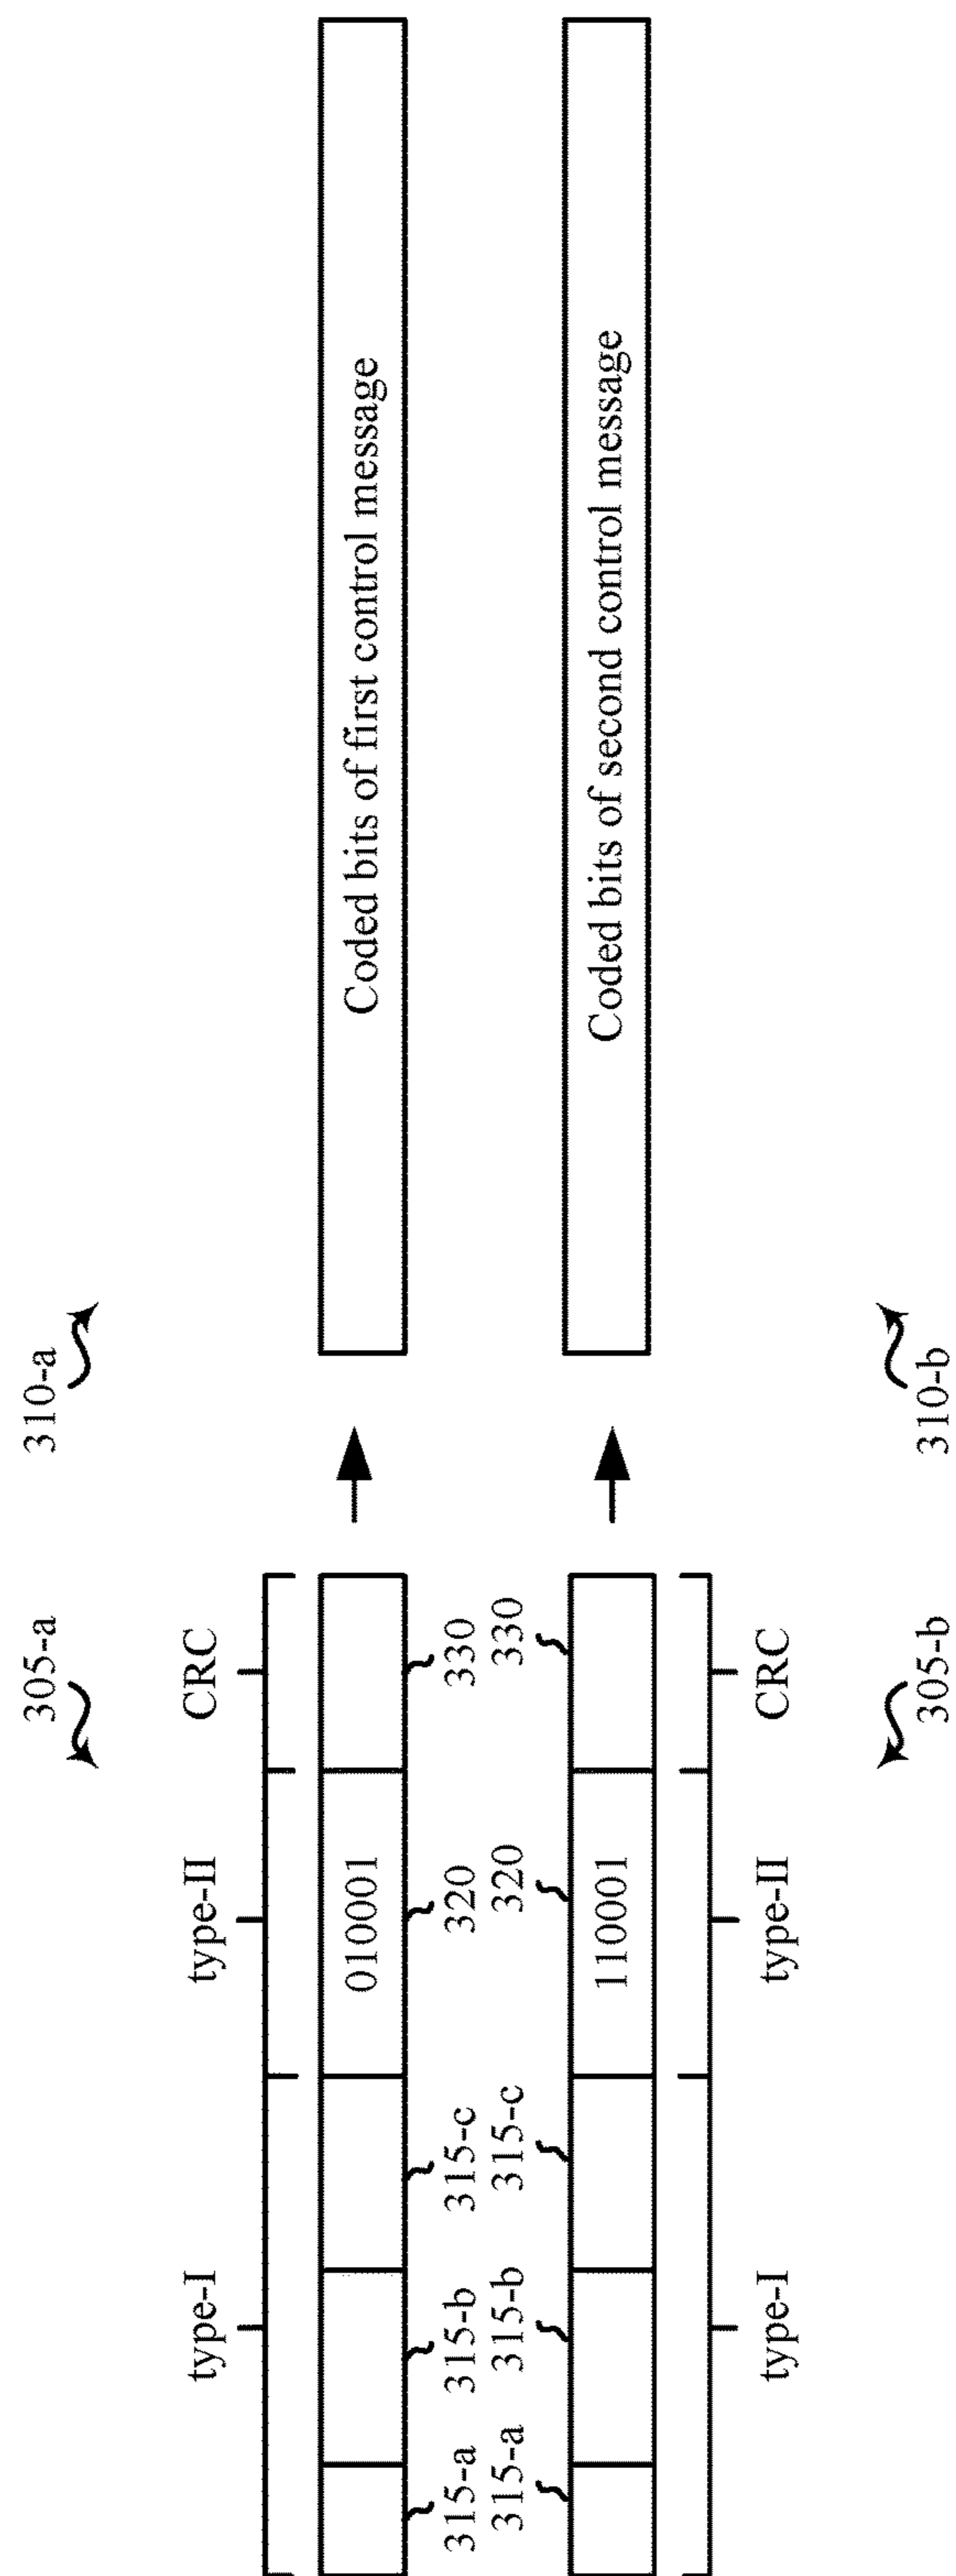 305-a
310-a
type-I
type-II
CRC
010001
Coded bits of first control message
315-a
315-b
315-c
320
330
315-a
315-b
315-c
320
330
110001
Coded bits of second control message
type-I
type-II
CRC
305-b
310-b